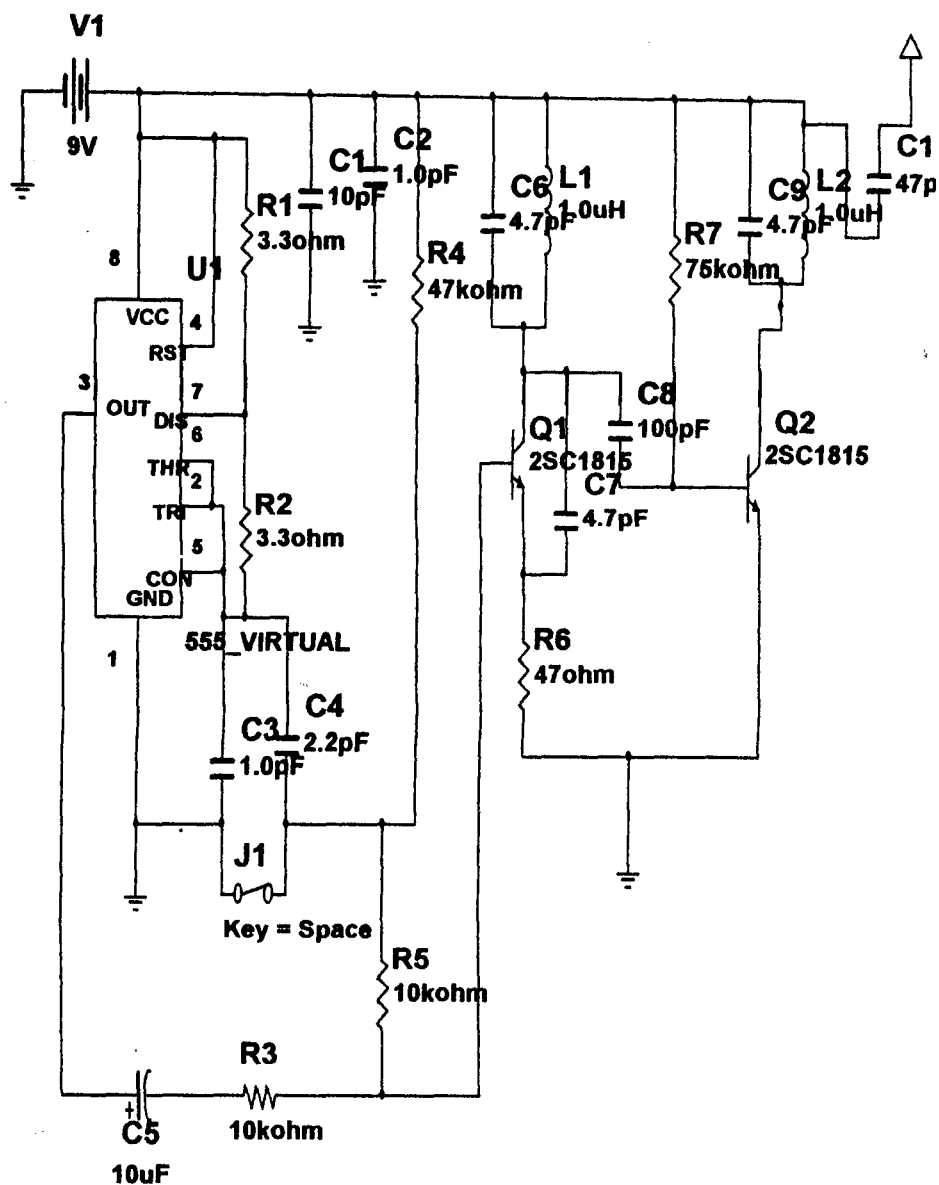 V1
9V
C1
10pF
C2
1.0pF
R1
3.3ohm
R4
47kohm
C6
4.7pF
L1
1.0uH
R7
75kohm
C9
4.7pF
L2
1.0uH
C1
47p
8
U1
VCC
4
RST
3
7
OUT
DIS
6
THR
2
TRI
5
CON
GND
1
555_VIRTUAL
R2
3.3ohm
C8
100pF
Q1
2SC1815
C7
4.7pF
Q2
2SC1815
R6
47ohm
C3
1.0pF
C4
2.2pF
J1
Key = Space
R5
10kohm
R3
10kohm
+
C5
10uF